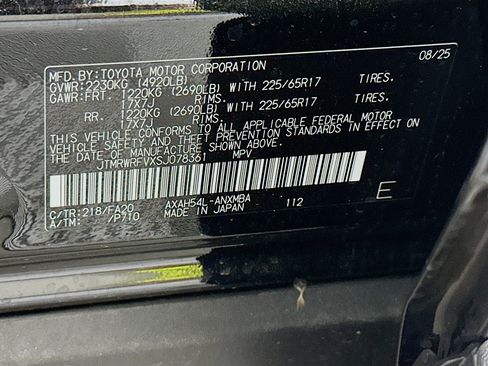 MFD. BY: TOYOTA MOTOR CORPORATION 08/25
GVWR: 2230KG (4920LB)
GAWR: FRT. 1220KG (2690LB) WITH 225/65R17 TIRES.
17X7J RIMS.
RR. 1220KG (2690LB) WITH 225/65R17 TIRES.
17X7J RIMS.
THIS VEHICLE CONFORMS TO ALL APPLICABLE FEDERAL MOTOR
VEHICLE SAFETY AND THEFT PREVENTION STANDARDS IN EFFECT
ON THE DATE OF MANUFACTURE SHOWN ABOVE.
JTMRWRFVXSJ078361 MPV
C/TR: 218/FA20 AXAH54L-ANXMBA 112 E
A/TM: /P710 MADE IN JAPAN